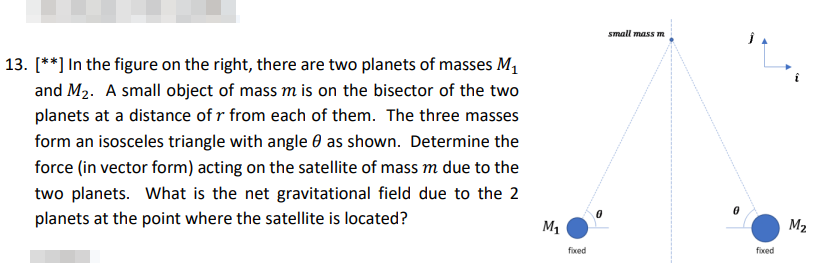 small mass m
ĵ
î
13. [**] In the figure on the right, there are two planets of masses M₁
and M₂. A small object of mass m is on the bisector of the two
planets at a distance of r from each of them. The three masses
form an isosceles triangle with angle θ as shown. Determine the
force (in vector form) acting on the satellite of mass m due to the
two planets. What is the net gravitational field due to the 2
planets at the point where the satellite is located?
θ
θ
M₁
M₂
fixed
fixed